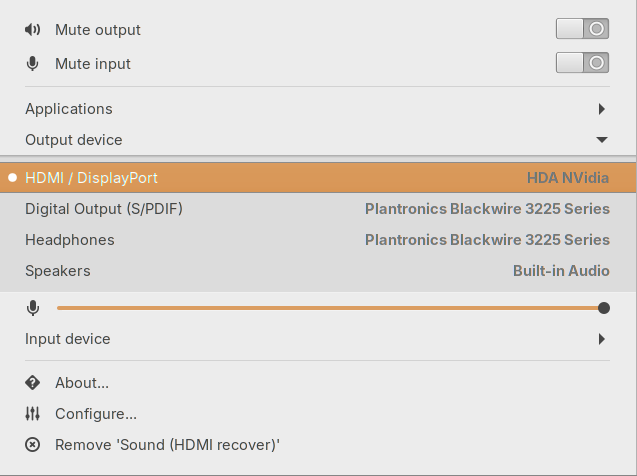 Mute output
Mute input
Applications
Output device
HDMI / DisplayPort HDA NVidia
Digital Output (S/PDIF) Plantronics Blackwire 3225 Series
Headphones Plantronics Blackwire 3225 Series
Speakers Built-in Audio
Input device
About...
Configure...
Remove 'Sound (HDMI recover)'